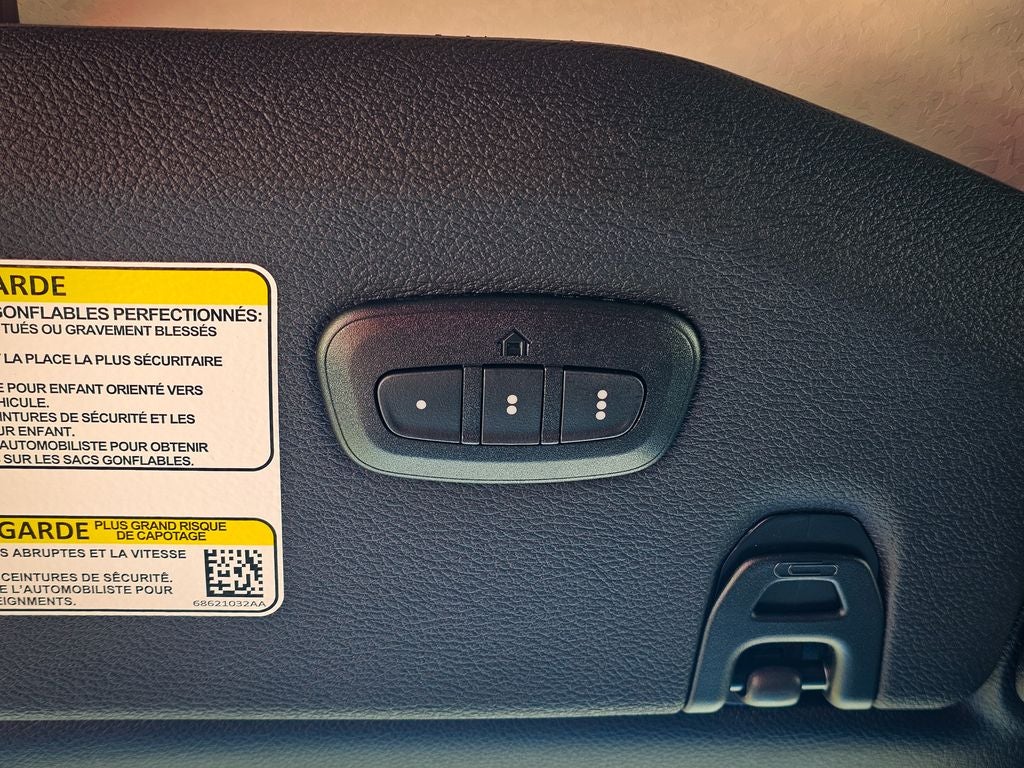 ARDE
GONFLABLES PERFECTIONNÉS:
TUÉS OU GRAVEMENT BLESSÉS
LA PLACE LA PLUS SÉCURITAIRE
POUR ENFANT ORIENTÉ VERS
HICULE.
EINTURES DE SÉCURITÉ ET LES
UR ENFANT.
AUTOMOBILISTE POUR OBTENIR
SUR LES SACS GONFLABLES.
GARDE PLUS GRAND RISQUE
DE CAPOTAGE
S ABRUPTES ET LA VITESSE
CEINTURES DE SÉCURITÉ.
E L'AUTOMOBILISTE POUR
EIGNMENTS.
68621032AA